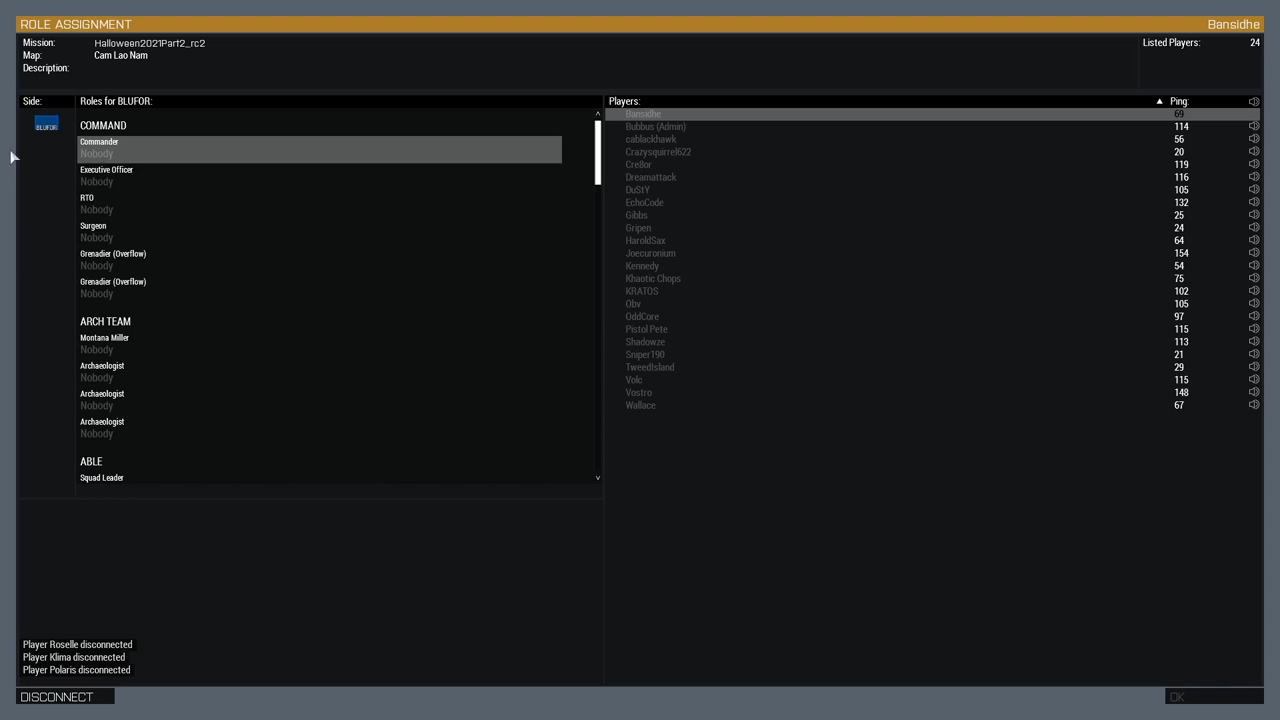 ROLE ASSIGNMENT Bansidhe
Mission: Halloween2021Part2_rc2 Listed Players: 24
Map: Cam Lao Nam
Description:
Side: Roles for BLUFOR: Players: Ping:
BLUFOR
COMMAND
Commander
Nobody
Executive Officer
Nobody
RTO
Nobody
Surgeon
Nobody
Grenadier (Overflow)
Nobody
Grenadier (Overflow)
Nobody
ARCH TEAM
Montana Miller
Nobody
Archaeologist
Nobody
Archaeologist
Nobody
Archaeologist
Nobody
ABLE
Squad Leader
Bansidhe 69
Bubbus (Admin) 114
cablackhawk 56
Crazysquirrel622 20
Cre8or 119
Dreamattack 116
DuStY 105
EchoCode 132
Gibbs 25
Gripen 24
HaroldSax 64
Joecuronium 154
Kennedy 54
Khaotic Chops 75
KRATOS 102
Obv 105
OddCore 97
Pistol Pete 115
Shadowze 113
Sniper190 21
TweedIsland 29
Volc 115
Vostro 148
Wallace 67
Player Roselle disconnected
Player Klima disconnected
Player Polaris disconnected
DISCONNECT OK